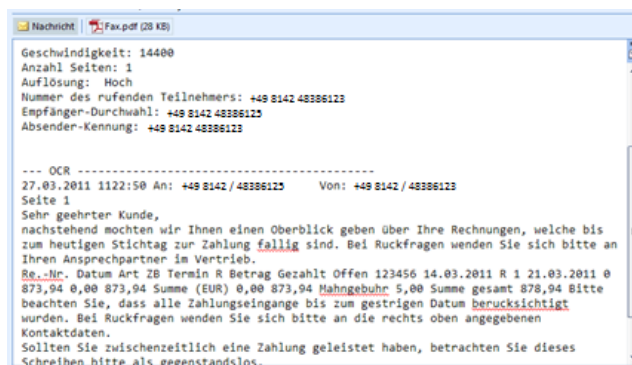 Nachricht Fax.pdf (28 KB)
Geschwindigkeit: 14400
Anzahl Seiten: 1
Auflösung: Hoch
Nummer des rufenden Teilnehmers: +49 8142 48386123
Empfänger-Durchwahl: +49 8142 48386125
Absender-Kennung: +49 8142 48386123
--- OCR -------------------------------------------
27.03.2011 1122:50 An: +49 8142 / 48386125 Von: +49 8142 / 48386123
Seite 1
Sehr geehrter Kunde,
nachstehend mochten wir Ihnen einen Oberblick geben über Ihre Rechnungen, welche bis
zum heutigen Stichtag zur Zahlung fallig sind. Bei Ruckfragen wenden Sie sich bitte an
Ihren Ansprechpartner im Vertrieb.
Re.-Nr. Datum Art ZB Termin R Betrag Gezahlt Offen 123456 14.03.2011 R 1 21.03.2011 0
873,94 0,00 873,94 Summe (EUR) 0,00 873,94 Mahngebuhr 5,00 Summe gesamt 878,94 Bitte
beachten Sie, dass alle Zahlungseingange bis zum gestrigen Datum berucksichtigt
wurden. Bei Ruckfragen wenden Sie sich bitte an die rechts oben angegebenen
Kontaktdaten.
Sollten Sie zwischenzeitlich eine Zahlung geleistet haben, betrachten Sie dieses
Schreiben bitte als gegenstandslos.